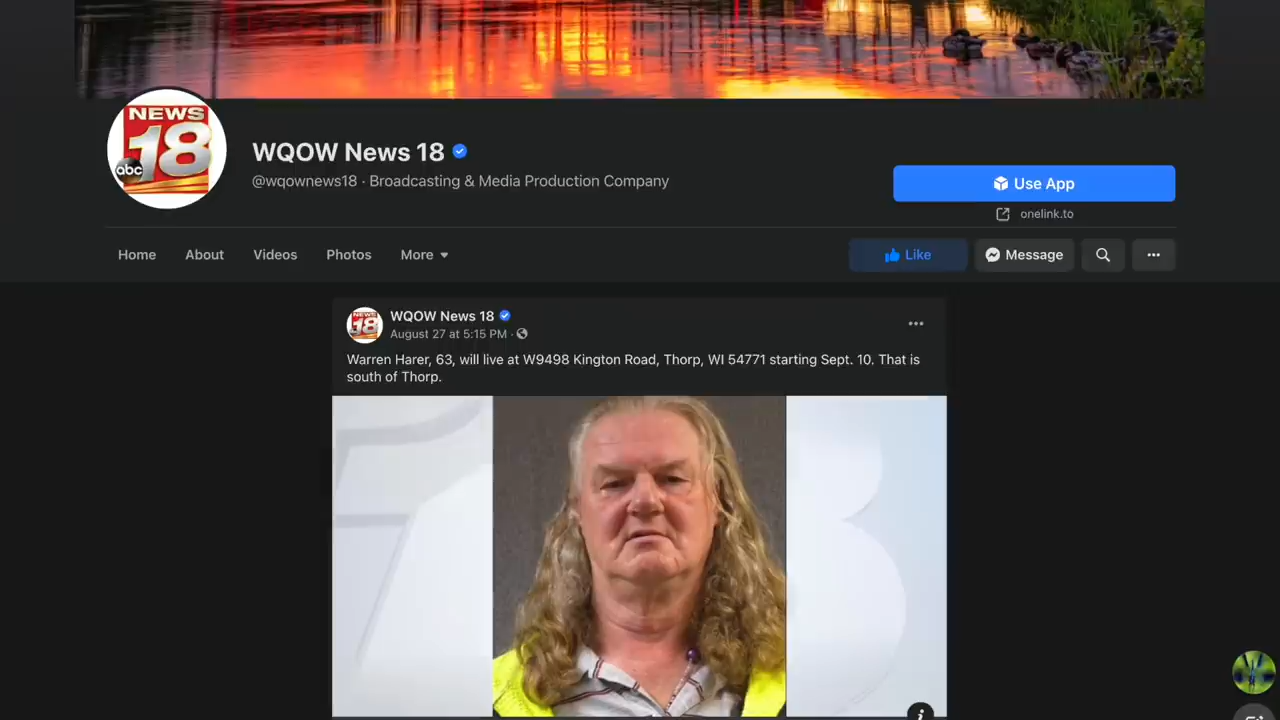 NEWS
18
abc
WQOW News 18
@wqownews18 · Broadcasting & Media Production Company
Use App
onelink.to
Home About Videos Photos More
Like Message
NEWS
18
WQOW News 18
August 27 at 5:15 PM ·
Warren Harer, 63, will live at W9498 Kington Road, Thorp, WI 54771 starting Sept. 10. That is
south of Thorp.